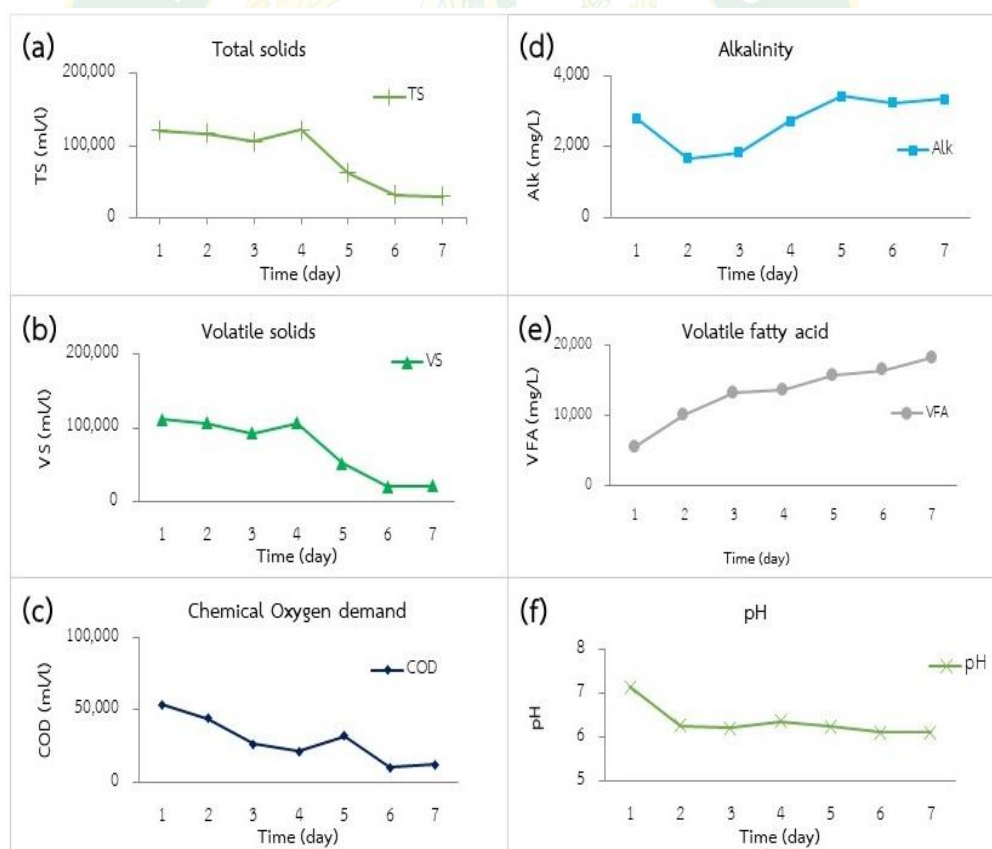 (a)
Total solids
200,000
100,000
0
TS (ml/l)
TS
1 2 3 4 5 6 7
Time (day)
(d)
Alkalinity
4,000
2,000
0
Alk (mg/L)
Alk
1 2 3 4 5 6 7
Time (day)
(b)
Volatile solids
200,000
100,000
0
VS (ml/l)
VS
1 2 3 4 5 6 7
Time (day)
(e)
Volatile fatty acid
20,000
10,000
0
VFA (mg/L)
VFA
1 2 3 4 5 6 7
Time (day)
(c)
Chemical Oxygen demand
100,000
50,000
0
COD (ml/l)
COD
1 2 3 4 5 6 7
Time (day)
(f)
pH
8
7
6
5
pH
pH
1 2 3 4 5 6 7
Time (day)